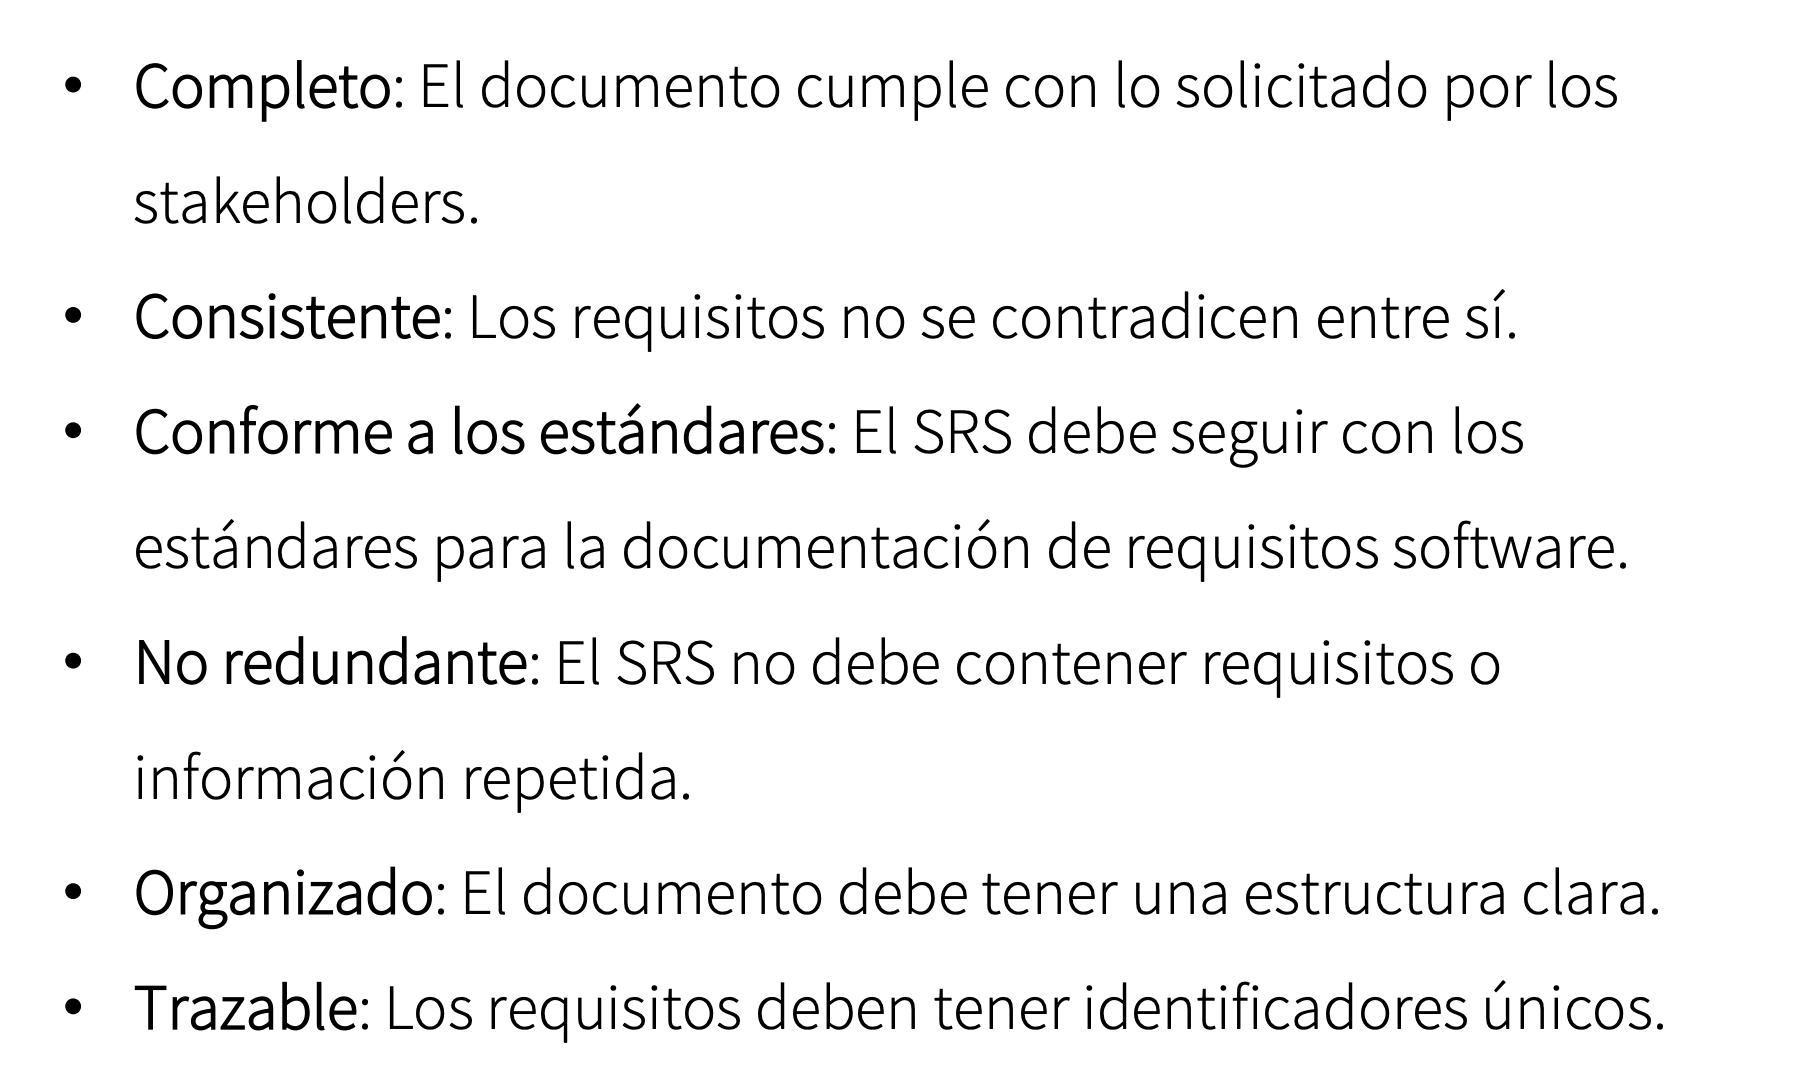 • Completo: El documento cumple con lo solicitado por los
stakeholders.
• Consistente: Los requisitos no se contradicen entre sí.
• Conforme a los estándares: El SRS debe seguir con los
estándares para la documentación de requisitos software.
• No redundante: El SRS no debe contener requisitos o
información repetida.
• Organizado: El documento debe tener una estructura clara.
• Trazable: Los requisitos deben tener identificadores únicos.